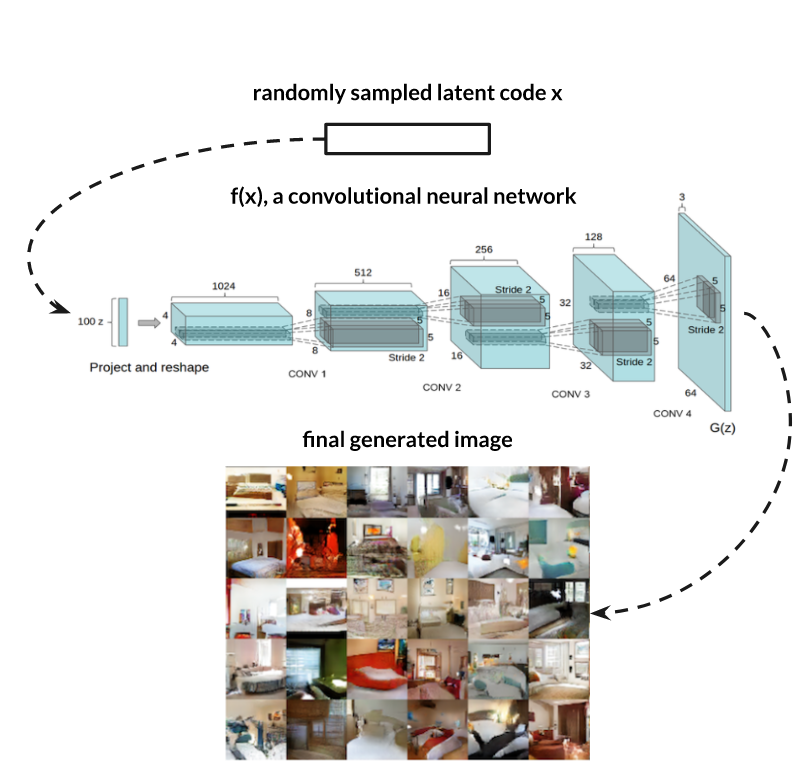 randomly sampled latent code x
f(x), a convolutional neural network
3
128
256
512
1024
64
16
32
8
4
100 z
4
8
16
32
64
Stride 2
5
5
5
5
5
5
5
5
Stride 2
Stride 2
Stride 2
Project and reshape
CONV 1
CONV 2
CONV 3
CONV 4
G(z)
final generated image